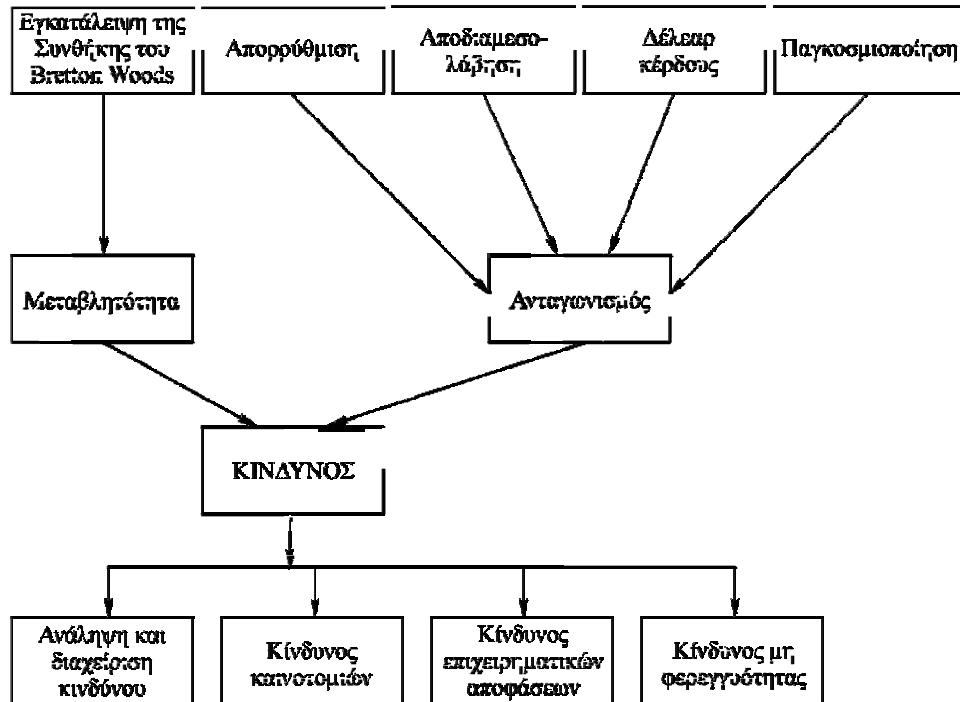 Εγκατάλειψη της
Συνθήκης του
Bretton Woods
Απορρύθμιση
Αποδιαμεσο-
λάβηση
Δέλεαρ
κέρδους
Παγκοσμιοποίηση
Μεταβλητότητα
Ανταγωνισμός
ΚΙΝΔΥΝΟΣ
Ανάληψη και
διαχείριση
κινδύνου
Κίνδυνος
καινοτομιών
Κίνδυνος
επιχειρηματικών
αποφάσεων
Κίνδυνος μη
φερεγγυότητας